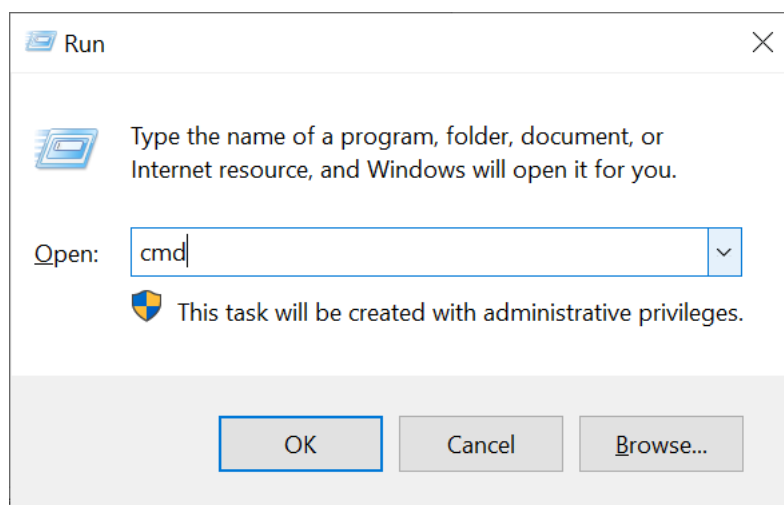 Run
Type the name of a program, folder, document, or
Internet resource, and Windows will open it for you.
Open: cmd
This task will be created with administrative privileges.
OK Cancel Browse...